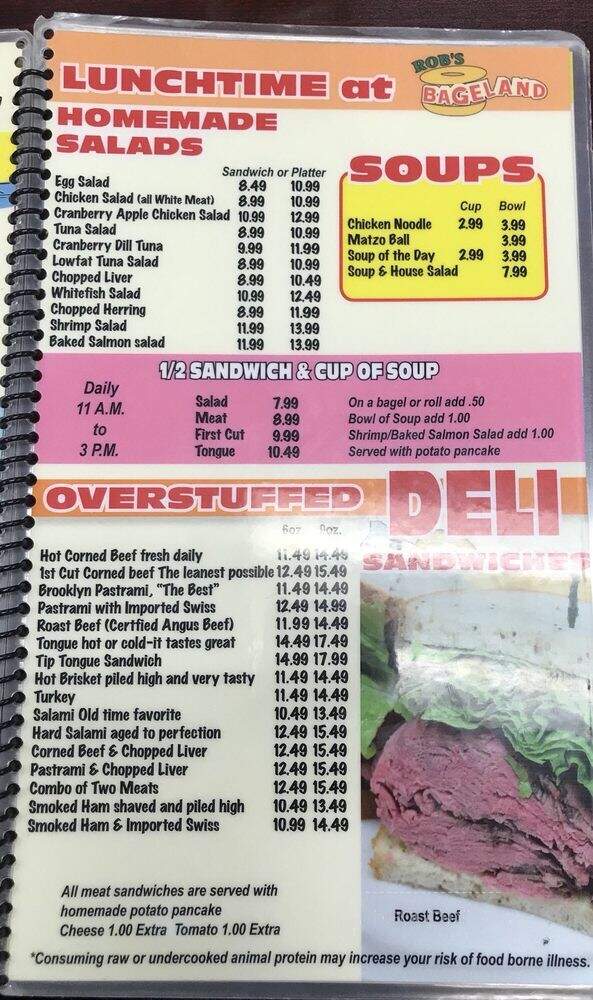 LUNCHTIME at ROB'S BAGELAND
HOMEMADE
SALADS
Sandwich or Platter
Egg Salad 8.49 10.99
Chicken Salad (all White Meat) 8.99 10.99
Cranberry Apple Chicken Salad 10.99 12.99
Tuna Salad 8.99 10.99
Cranberry Dill Tuna 9.99 11.99
Lowfat Tuna Salad 8.99 10.99
Chopped Liver 8.99 10.49
Whitefish Salad 10.99 12.49
Chopped Herring 8.99 11.99
Shrimp Salad 11.99 13.99
Baked Salmon salad 11.99 13.99
SOUPS
Cup Bowl
Chicken Noodle 2.99 3.99
Matzo Ball 3.99
Soup of the Day 2.99 3.99
Soup & House Salad 7.99
1/2 SANDWICH & CUP OF SOUP
Daily
11 A.M.
to
3 P.M.
Salad 7.99
Meat 8.99
First Cut 9.99
Tongue 10.49
On a bagel or roll add .50
Bowl of Soup add 1.00
Shrimp/Baked Salmon Salad add 1.00
Served with potato pancake
OVERSTUFFED DELI
SANDWICHES
6oz 9oz.
Hot Corned Beef fresh daily 11.49 14.49
1st Cut Corned beef The leanest possible 12.49 15.49
Brooklyn Pastrami, "The Best" 11.49 14.49
Pastrami with Imported Swiss 12.49 14.99
Roast Beef (Certfied Angus Beef) 11.99 14.49
Tongue hot or cold-it tastes great 14.49 17.49
Tip Tongue Sandwich 14.99 17.99
Hot Brisket piled high and very tasty 11.49 14.49
Turkey 11.49 14.49
Salami Old time favorite 10.49 13.49
Hard Salami aged to perfection 12.49 15.49
Corned Beef & Chopped Liver 12.49 15.49
Pastrami & Chopped Liver 12.49 15.49
Combo of Two Meats 12.49 15.49
Smoked Ham shaved and piled high 10.49 13.49
Smoked Ham & Imported Swiss 10.99 14.49
All meat sandwiches are served with
homemade potato pancake
Cheese 1.00 Extra Tomato 1.00 Extra
Roast Beef
*Consuming raw or undercooked animal protein may increase your risk of food borne illness.